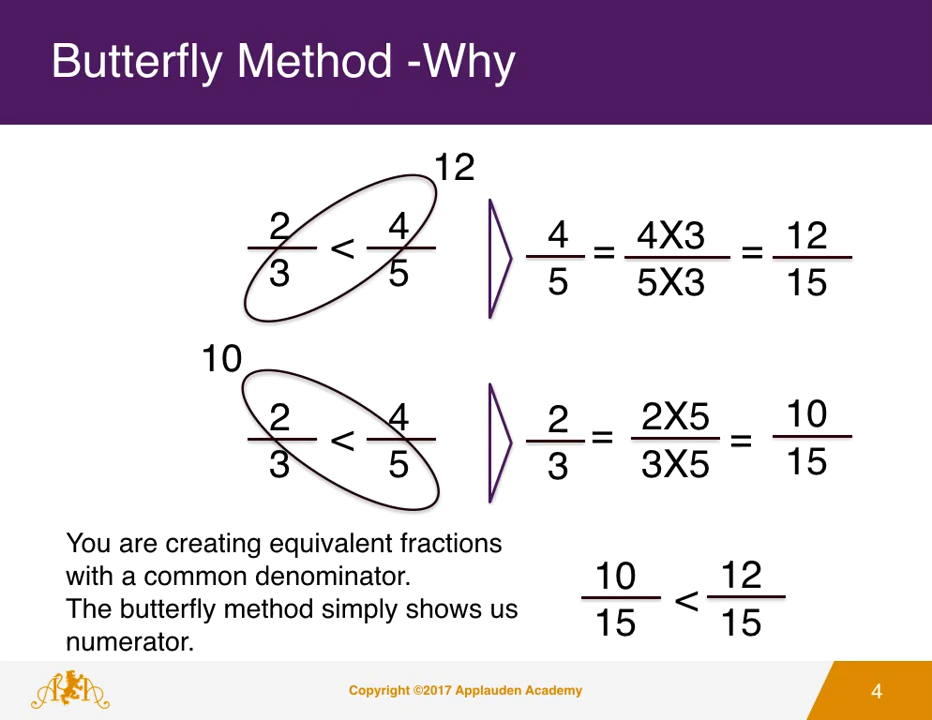 Butterfly Method -Why
12
2 4 4 4X3 12
< = =
3 5 5 5X3 15
10
2 4 2 2X5 10
< = =
3 5 3 3X5 15
You are creating equivalent fractions
with a common denominator.
The butterfly method simply shows us
numerator.
10 12
<
15 15
Copyright ©2017 Applauden Academy
4